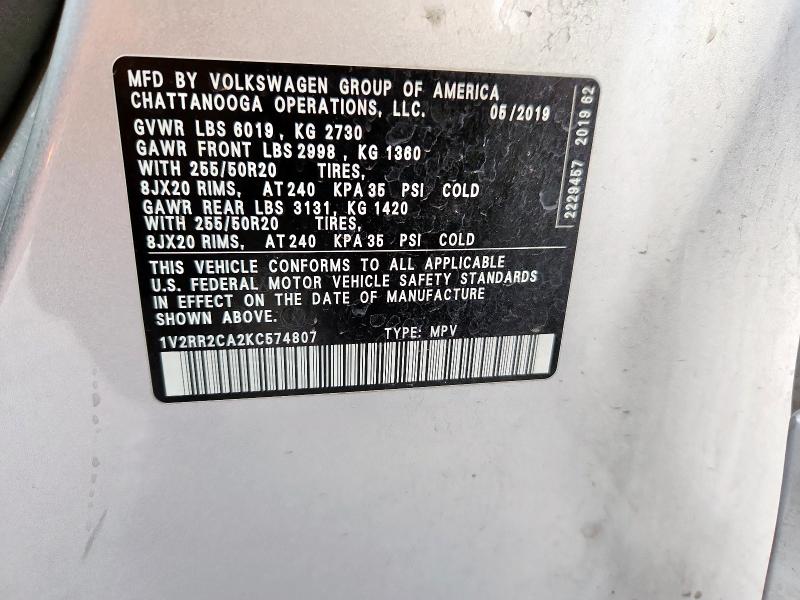 MFD BY VOLKSWAGEN GROUP OF AMERICA
CHATTANOOGA OPERATIONS, LLC. 05/2019
GVWR LBS 6019, KG 2730
GAWR FRONT LBS 2998, KG 1360
WITH 255/50R20 TIRES,
8JX20 RIMS, AT 240 KPA 35 PSI COLD
GAWR REAR LBS 3131, KG 1420
WITH 255/50R20 TIRES,
8JX20 RIMS, AT 240 KPA 35 PSI COLD
THIS VEHICLE CONFORMS TO ALL APPLICABLE
U.S. FEDERAL MOTOR VEHICLE SAFETY STANDARDS
IN EFFECT ON THE DATE OF MANUFACTURE
SHOWN ABOVE.
1V2RR2CA2KC574807 TYPE: MPV
2229457 2019 62